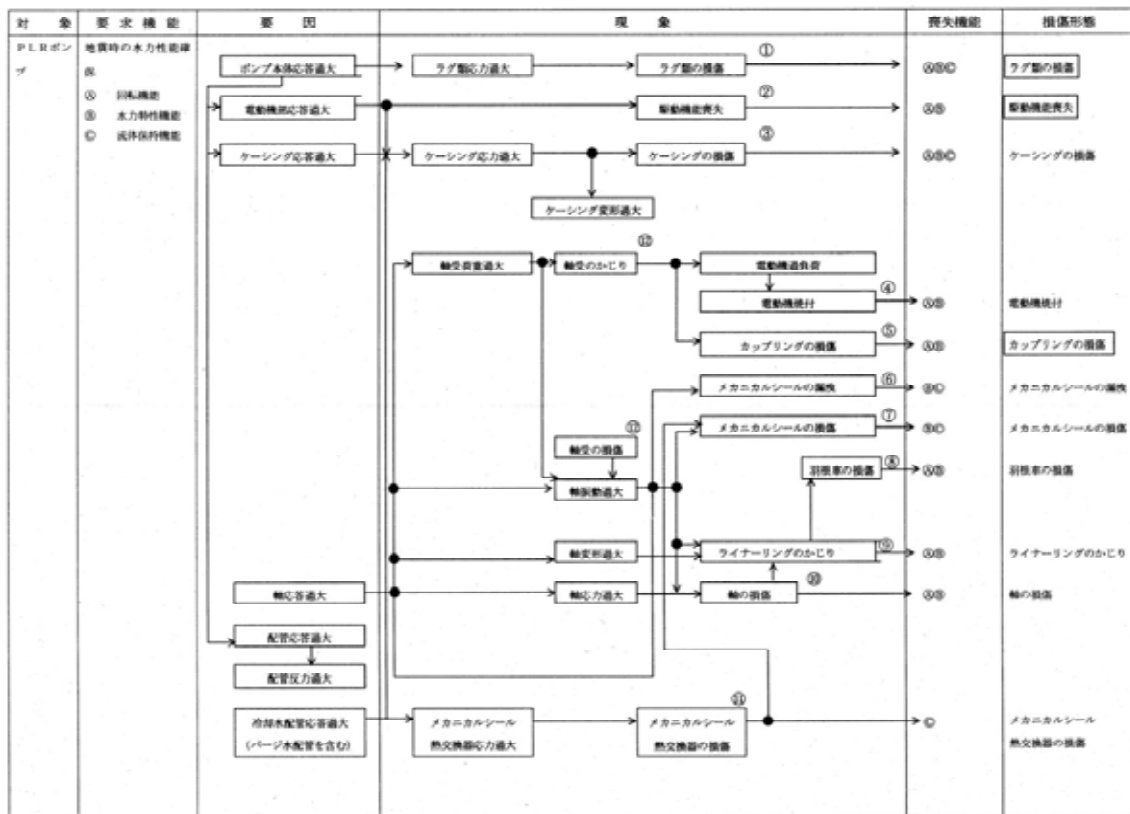 対象 要求機能 要因 現象 喪失機能 損傷形態
PLRポン 地震時の水力性能確
プ 保
Ⓐ 回転機能
Ⓑ 水力特性機能
Ⓒ 流体保持機能
ポンプ本体応答過大 ラグ類応力過大 ラグ類の損傷 ① ⒶⒷⒸ ラグ類の損傷
電動機部応答過大 駆動機能喪失 ② ⒶⒷ 駆動機能喪失
ケーシング応答過大 ケーシング応力過大 ケーシングの損傷 ③ ⒶⒷⒸ ケーシングの損傷
ケーシング変形過大
軸受荷重過大 軸受のかじり ⑫ 電動機過負荷
電動機焼付 ④ ⒶⒷ 電動機焼付
カップリングの損傷 ⑤ ⒶⒷ カップリングの損傷
メカニカルシールの漏洩 ⑥ ⒷⒸ メカニカルシールの漏洩
メカニカルシールの損傷 ⑦ ⒷⒸ メカニカルシールの損傷
軸受の損傷
羽根車の損傷 ⑧ ⒶⒷ 羽根車の損傷
軸振動過大
軸変形過大 ライナーリングのかじり ⑨ ⒶⒷ ライナーリングのかじり
軸応答過大 軸応力過大 軸の損傷 ⑩ ⒶⒷ 軸の損傷
配管応答過大
配管反力過大
冷却水配管応答過大 メカニカルシール メカニカルシール ⑪ Ⓒ メカニカルシール
(パージ水配管を含む) 熱交換器応力過大 熱交換器の損傷 熱交換器の損傷